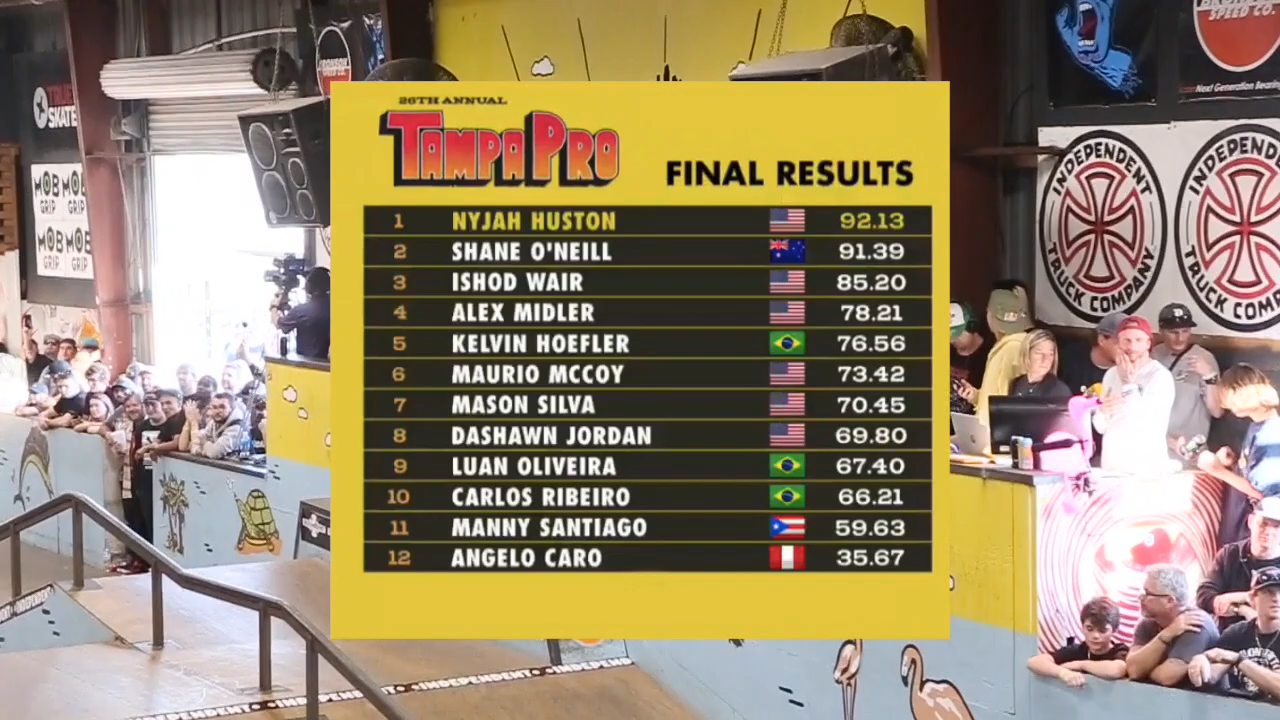 26TH ANNUAL
TAMPA PRO
FINAL RESULTS
1 NYJAH HUSTON 92.13
2 SHANE O'NEILL 91.39
3 ISHOD WAIR 85.20
4 ALEX MIDLER 78.21
5 KELVIN HOEFLER 76.56
6 MAURIO MCCOY 73.42
7 MASON SILVA 70.45
8 DASHAWN JORDAN 69.80
9 LUAN OLIVEIRA 67.40
10 CARLOS RIBEIRO 66.21
11 MANNY SANTIAGO 59.63
12 ANGELO CARO 35.67
SPEED CO.
Next Generation Bearing
INDEPENDENT
TRUCK COMPANY
INDEPENDENT
TRUCK COM
MOB MOB
GRIP GRIP
MOB MOB
GRIP GRIP
SKATE
INDEPENDENT
INDEPENDENT